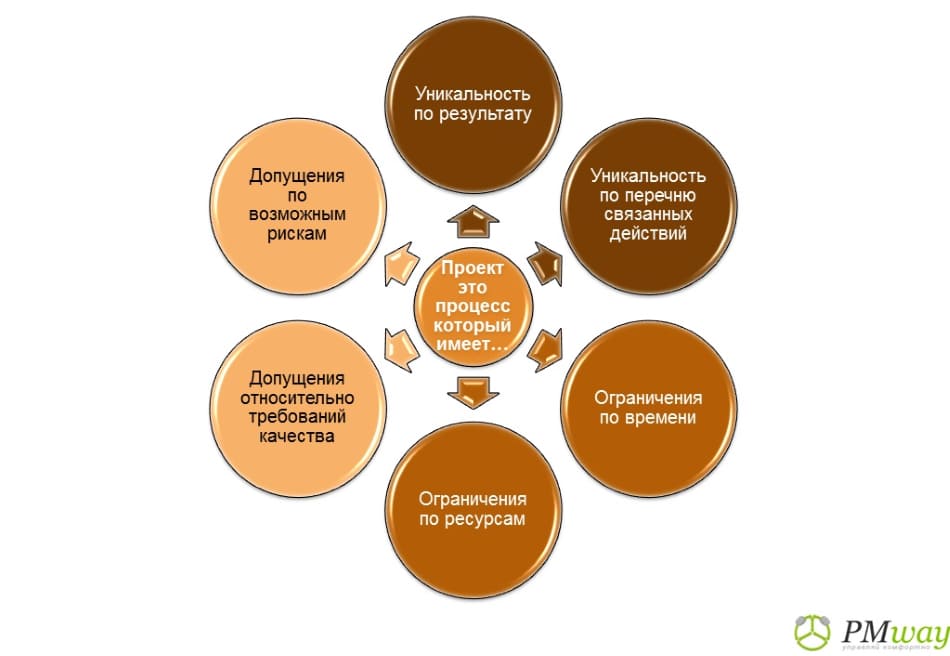 Уникальность
по результату
Уникальность
по перечню
связанных
действий
Ограничения
по времени
Ограничения
по ресурсам
Допущения
относительно
требований
качества
Допущения
по
возможным
рискам
Проект
это
процесс
который
имеет...
PMway
управляй комфортно